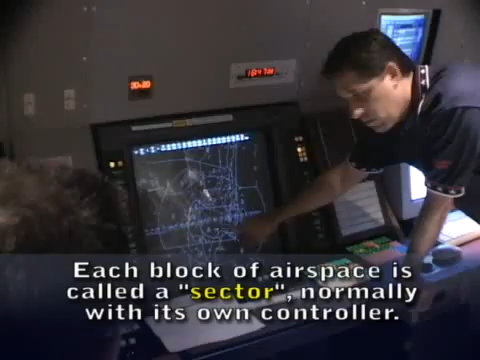 Each block of airspace is
called a "sector", normally
with its own controller.